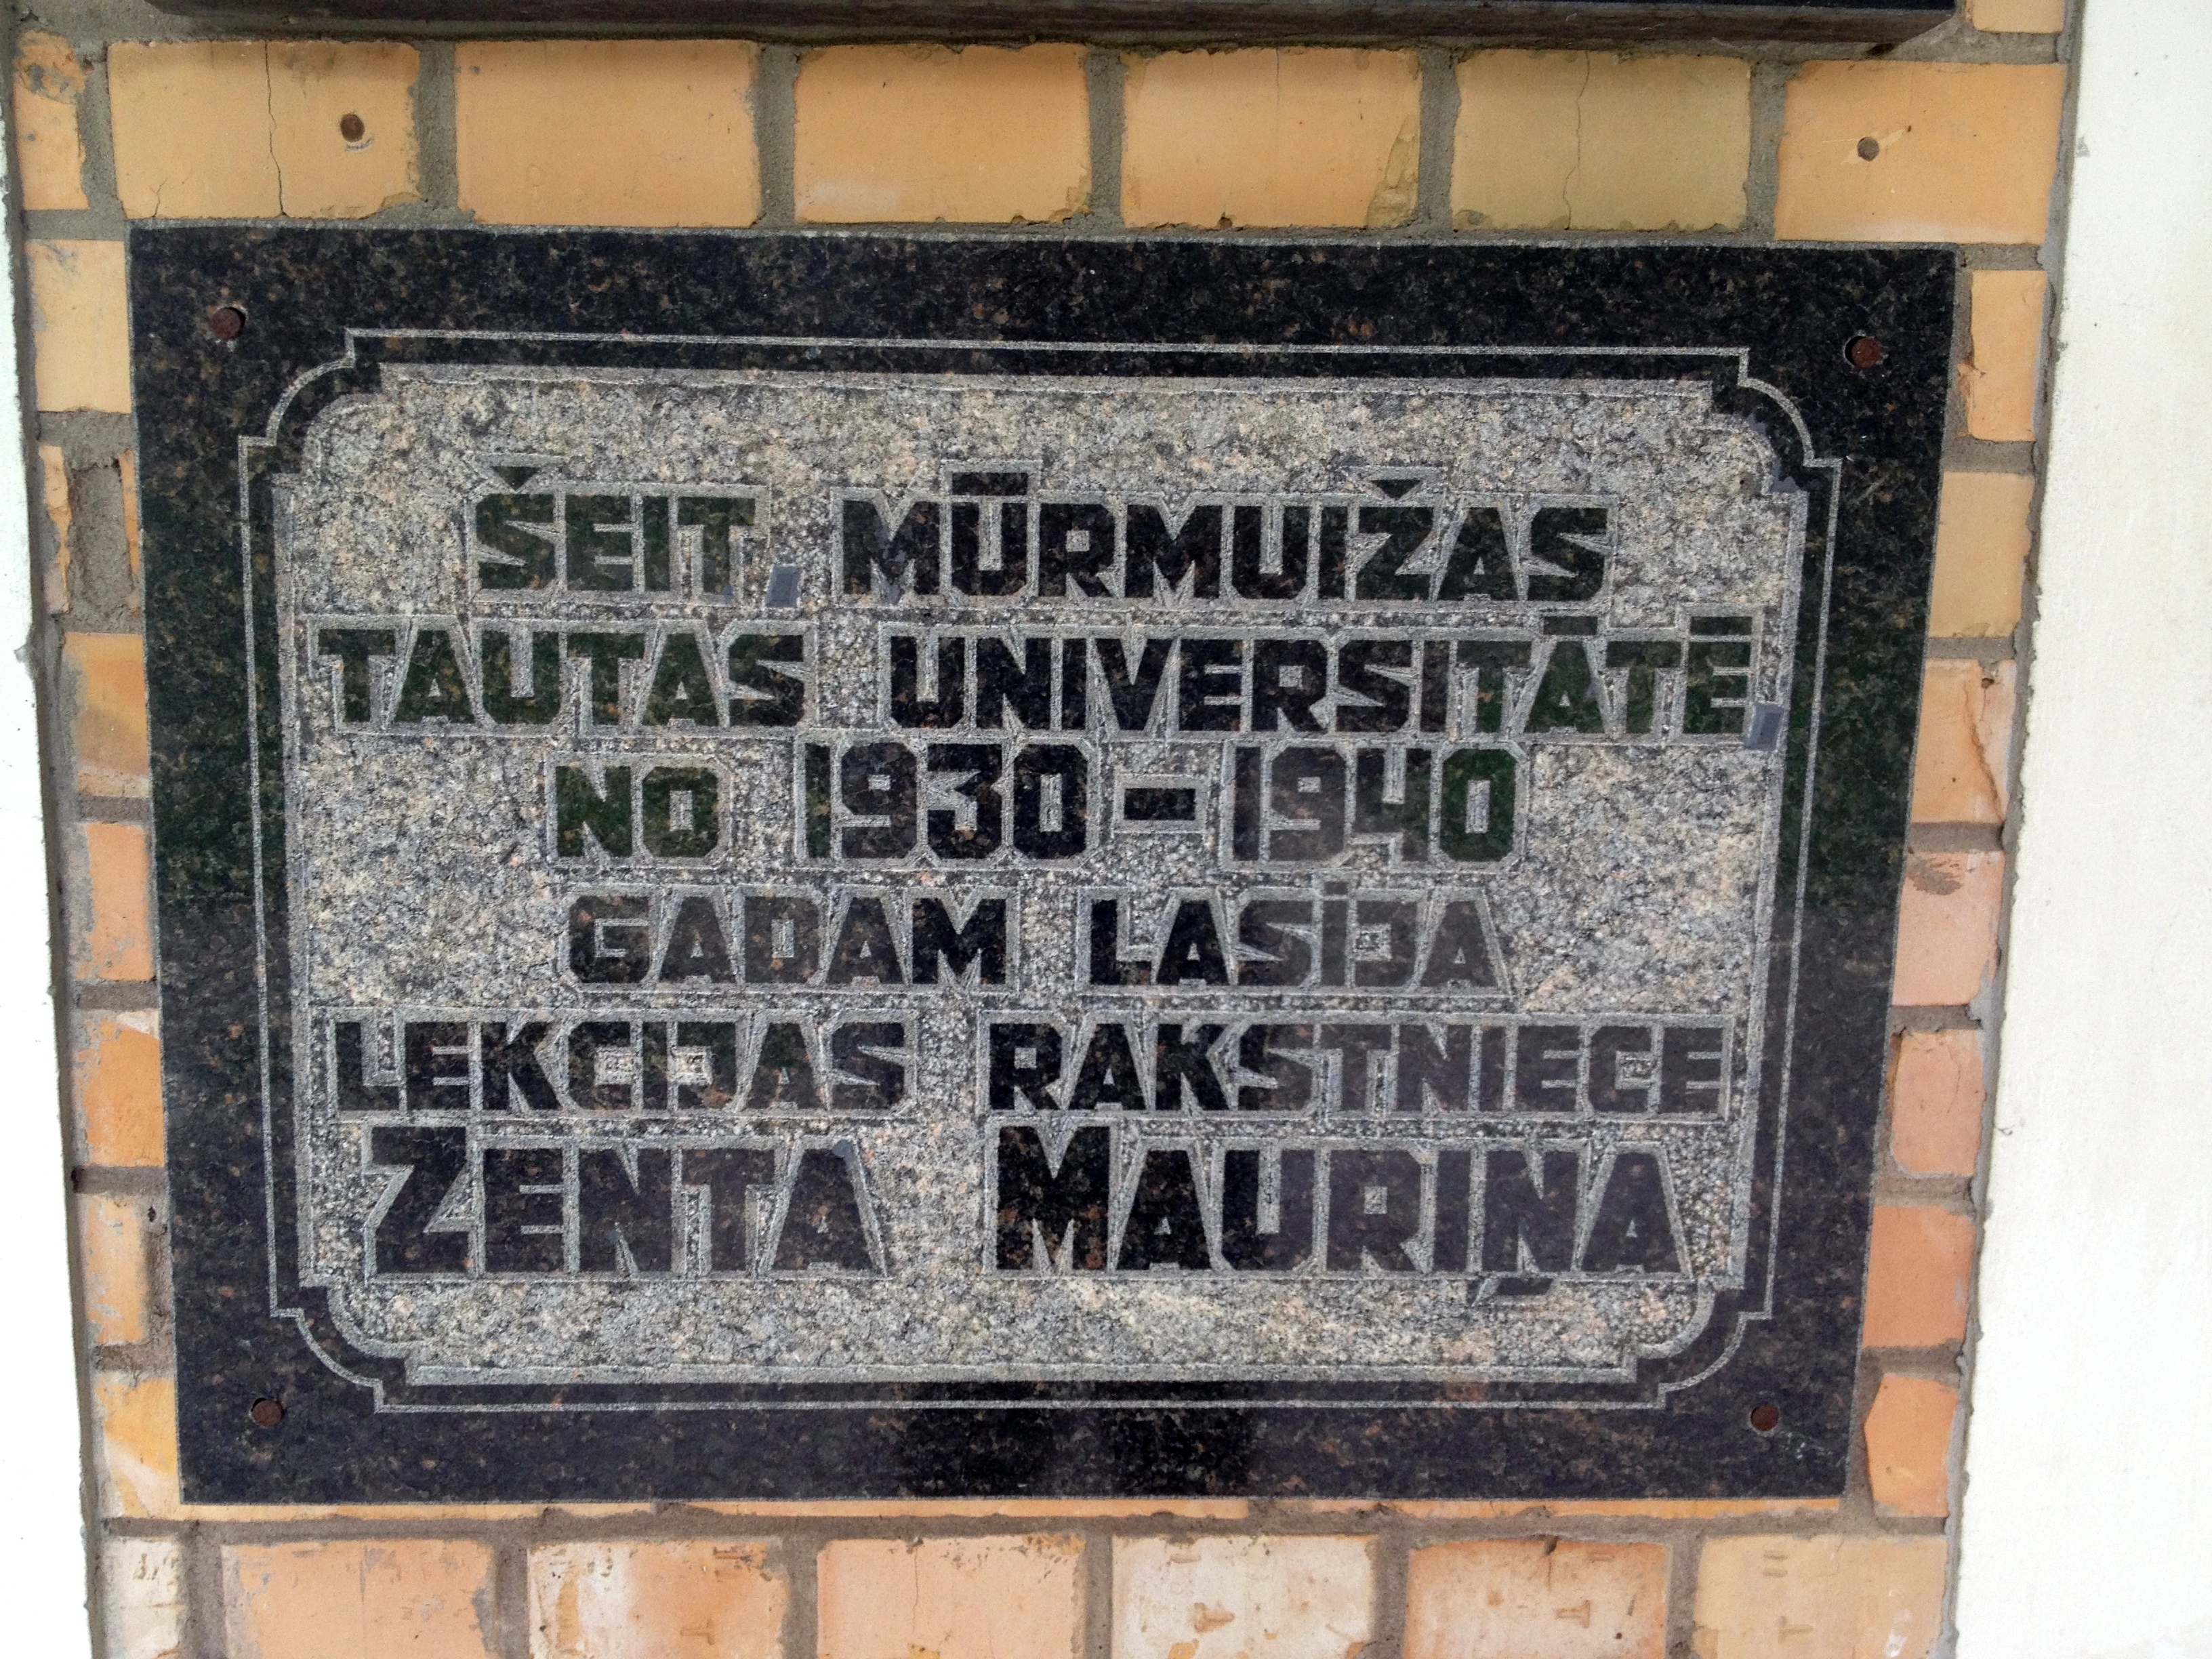 ŠEIT, MŪRMUIŽAS
TAUTAS UNIVERSITĀTĒ,
NO 1930-1940
GADAM LASĪJA
LEKCIJAS RAKSTNIECE
ZENTA MAURIŅA